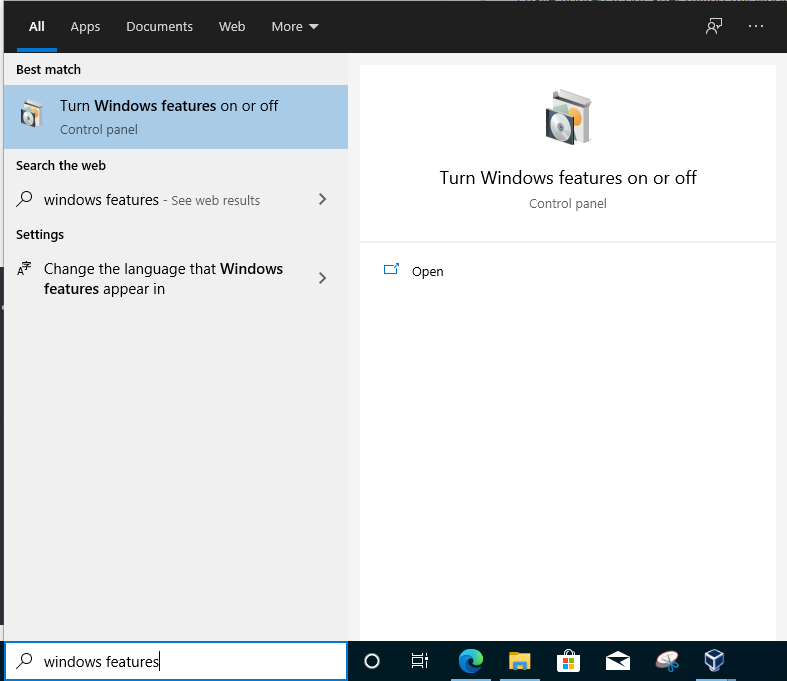 All Apps Documents Web More
Best match
Turn Windows features on or off
Control panel
Search the web
windows features - See web results
Settings
Change the language that Windows
features appear in
Turn Windows features on or off
Control panel
Open
windows features